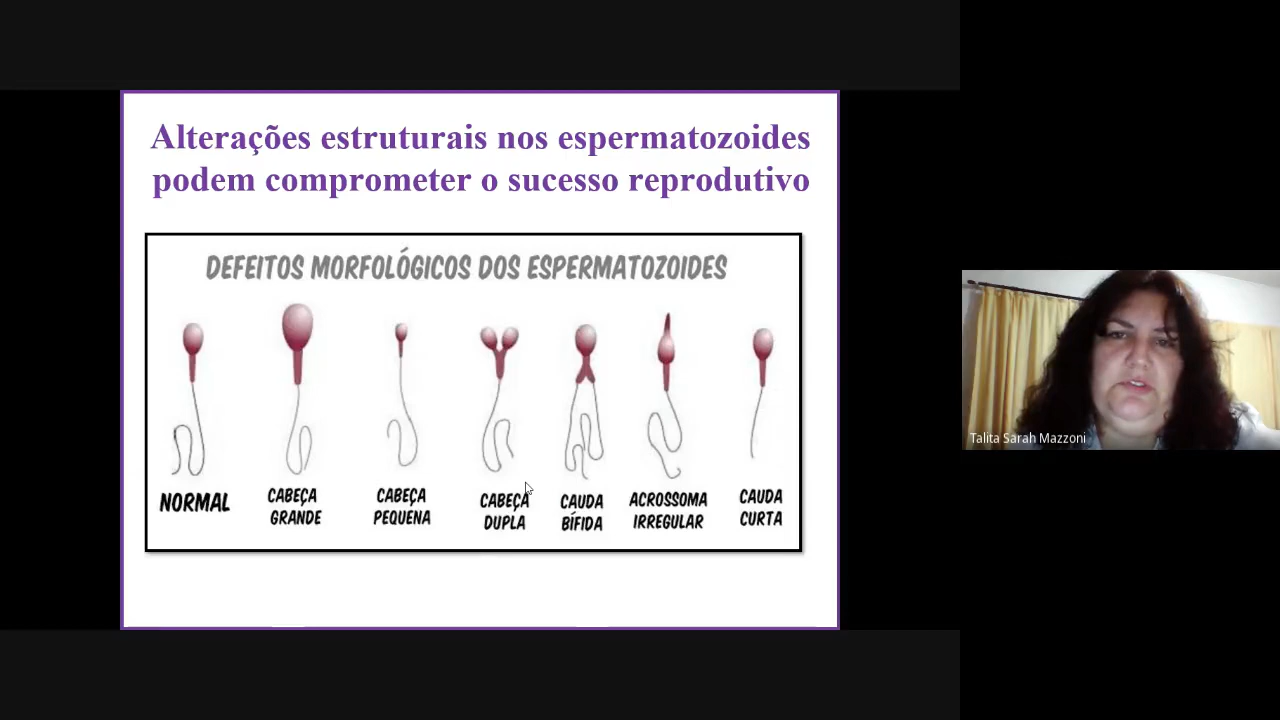 Alterações estruturais nos espermatozoides
podem comprometer o sucesso reprodutivo
DEFEITOS MORFOLÓGICOS DOS ESPERMATOZOIDES
NORMAL
CABEÇA
GRANDE
CABEÇA
PEQUENA
CABEÇA
DUPLA
CAUDA
BÍFIDA
ACROSSOMA
IRREGULAR
CAUDA
CURTA
Talita Sarah Mazzoni